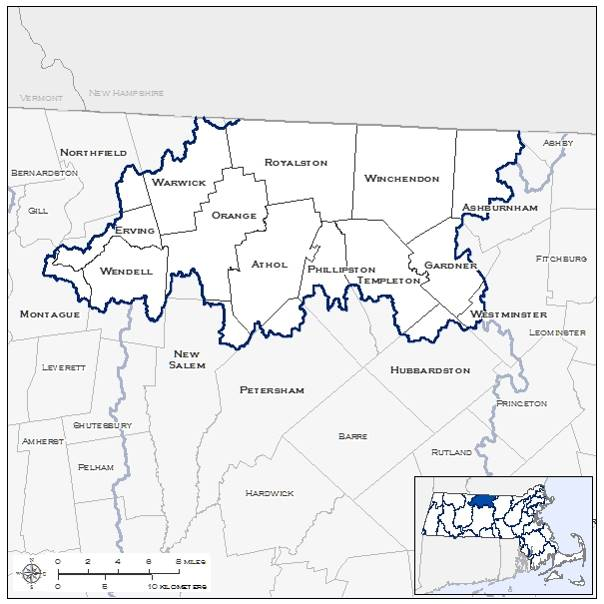 Vermont
New Hampshire
Northfield
Ashby
Royalston
Bernardston
Warwick
Winchendon
Gill
Ashburnham
Orange
Erving
Fitchburg
Wendell
Athol
Phillipston
Gardner
Templeton
Montague
Westminster
Leominster
New
Salem
Leverett
Hubbardston
Petersham
Princeton
Shutesbury
Amherst
Barre
Rutland
Pelham
Hardwick
0 2 4 6 8 Miles
0 5 10 Kilometers